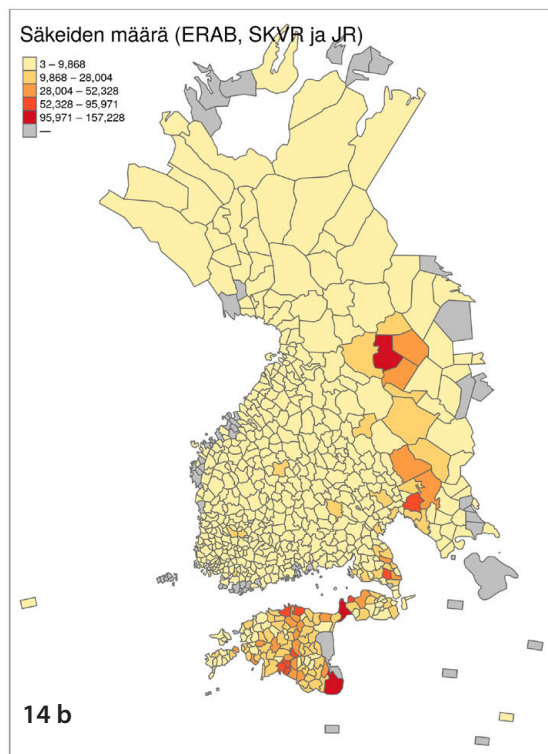 Säkeiden määrä (ERAB, SKVR ja JR)
3 – 9,868
9,868 – 28,004
28,004 – 52,328
52,328 – 95,971
95,971 – 157,228
—
14 b